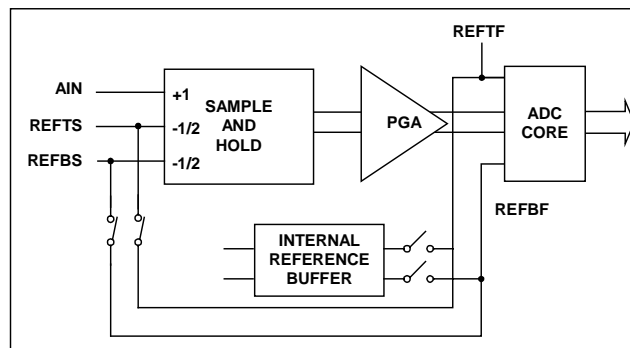 REFTF
AIN
+1
SAMPLE
AND
HOLD
PGA
ADC
CORE
REFTS
-1/2
REFBS
-1/2
REFBF
INTERNAL
REFERENCE
BUFFER